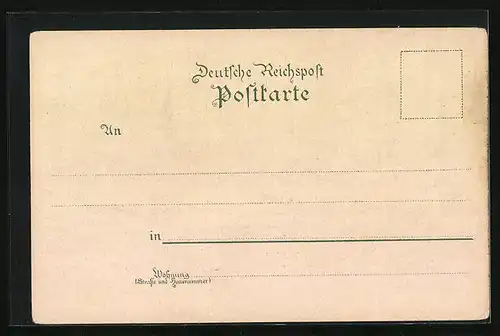 Deutsche Reichspost
Postkarte
An
in
Wohnung
(Straße und Hausnummer)